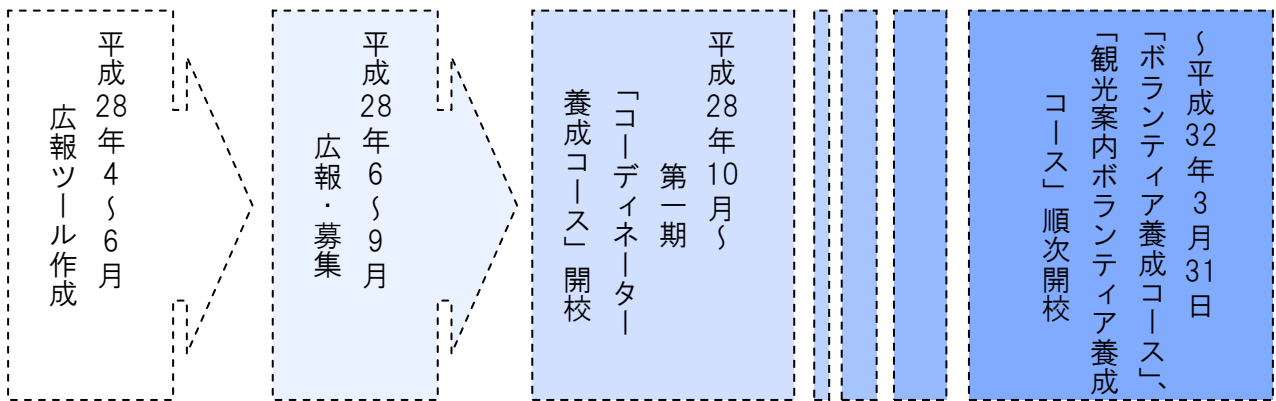 平成28年4～6月
広報ツール作成
平成28年6～9月
広報・募集
平成28年10月～
第一期
「コーディネーター
養成コース」開校
～平成32年3月31日
「ボランティア養成コース」、
「観光案内ボランティア養成
コース」順次開校